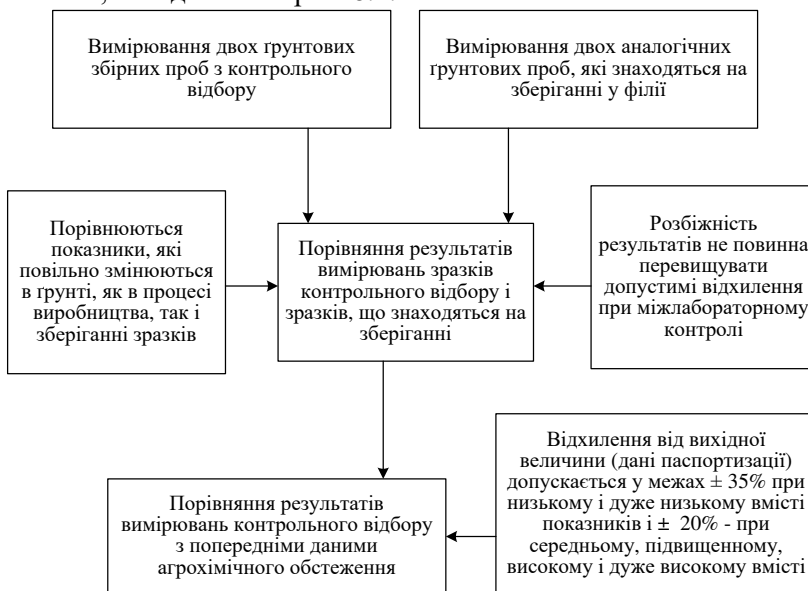 Вимірювання двох ґрунтових
збірних проб з контрольного
відбору
Вимірювання двох аналогічних
ґрунтових проб, які знаходяться на
зберіганні у філії
Порівнюються
показники, які
повільно змінюються
в ґрунті, як в процесі
виробництва, так і
зберіганні зразків
Порівняння результатів
вимірювань зразків
контрольного відбору і
зразків, що знаходяться на
зберіганні
Розбіжність
результатів не повинна
перевищувати
допустимі відхилення
при міжлабораторному
контролі
Порівняння результатів
вимірювань контрольного відбору
з попередніми даними
агрохімічного обстеження
Відхилення від вихідної
величини (дані паспортизації)
допускається у межах ± 35% при
низькому і дуже низькому вмісті
показників і ± 20% - при
середньому, підвищенному,
високому і дуже високому вмісті